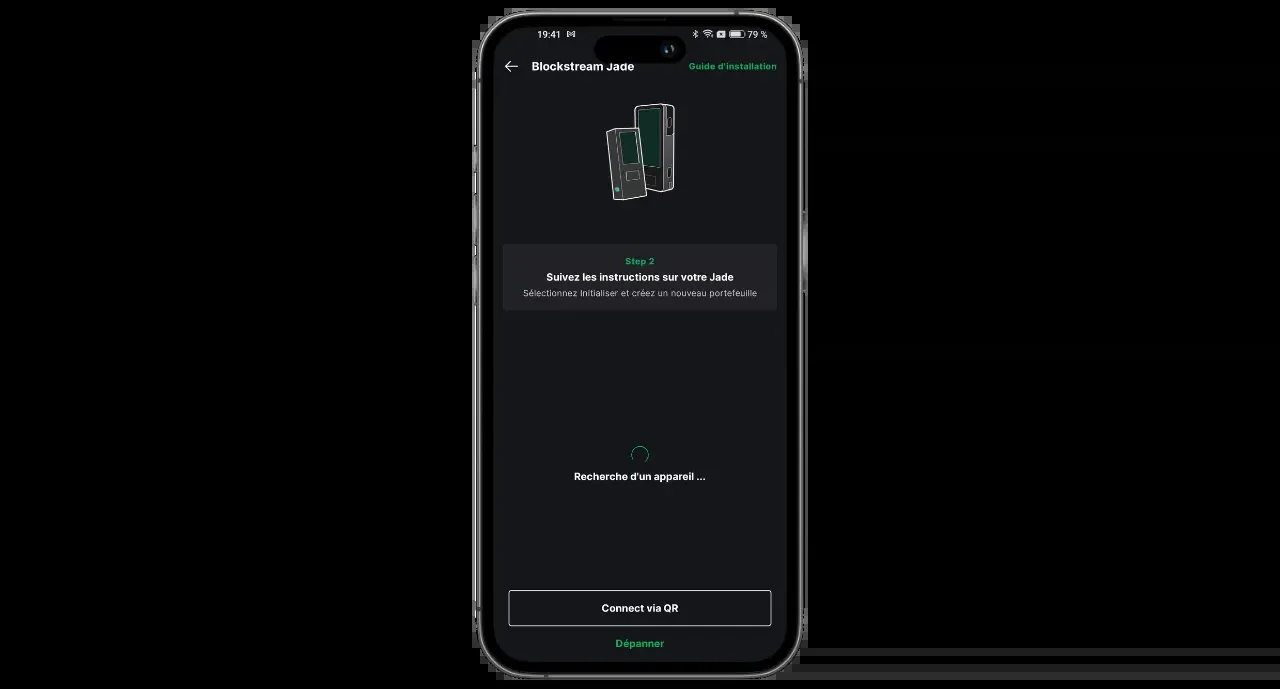 19:41 79 %
Blockstream Jade Guide d'installation
Step 2
Suivez les instructions sur votre Jade
Sélectionnez Initialiser et créez un nouveau portefeuille
Recherche d'un appareil ...
Connect via QR
Dépanner